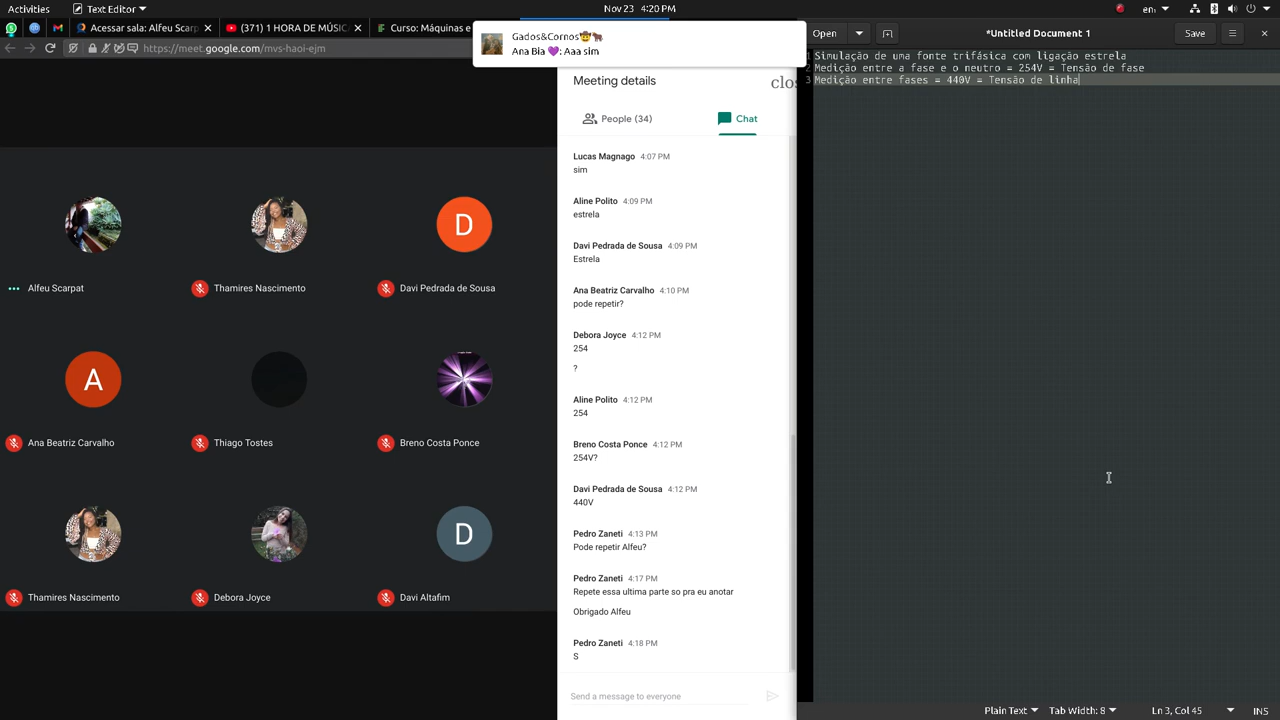 Text Editor
Nov 23  4:20 PM
(35)
Acessar sala: Alfeu Scarp
(371) 1 HORA DE MÚSIC
Curso: Máquinas e
Open
*Untitled Document 1
Save
https://meet.google.com/mvs-haoi-ejm
Gados&Cornos🤠🐂
Ana Bia 💜: Aaa sim
1 Simulação de uma fonte trifásica com ligação estrela
2 Medição entre fase e neutro = 254V = Tensão de fase
3 Medição entre fases = 440V = Tensão de linha
Meeting details
clos
People (34)
Chat
Lucas Magnago 4:07 PM
sim
Aline Polito 4:09 PM
estrela
Davi Pedrada de Sousa 4:09 PM
Estrela
Ana Beatriz Carvalho 4:10 PM
pode repetir?
Debora Joyce 4:12 PM
254
?
Aline Polito 4:12 PM
254
Breno Costa Ponce 4:12 PM
254V?
Davi Pedrada de Sousa 4:12 PM
440V
Pedro Zaneti 4:13 PM
Pode repetir Alfeu?
Pedro Zaneti 4:17 PM
Repete essa ultima parte so pra eu anotar
Obrigado Alfeu
Pedro Zaneti 4:18 PM
S
Send a message to everyone
D
Alfeu Scarpat
Thamires Nascimento
Davi Pedrada de Sousa
A
Ana Beatriz Carvalho
Thiago Tostes
Breno Costa Ponce
D
Thamires Nascimento
Debora Joyce
Davi Altafim
Plain Text
Tab Width: 8
Ln 3, Col 45
INS